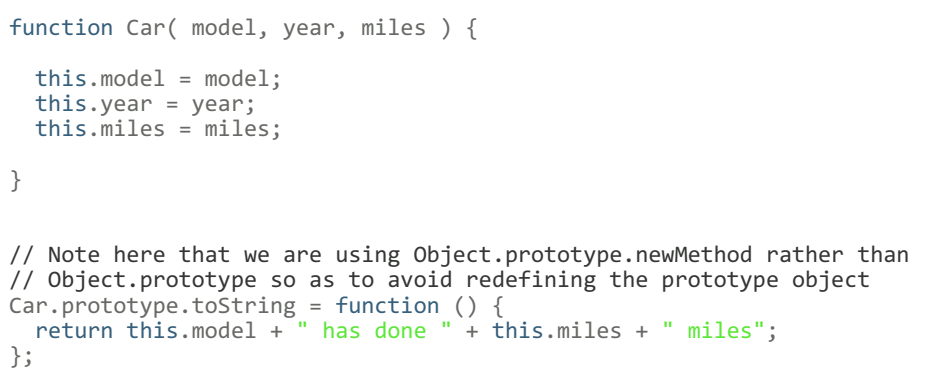 function Car( model, year, miles ) {
  this.model = model;
  this.year = year;
  this.miles = miles;
}
// Note here that we are using Object.prototype.newMethod rather than
// Object.prototype so as to avoid redefining the prototype object
Car.prototype.toString = function () {
  return this.model + " has done " + this.miles + " miles";
};